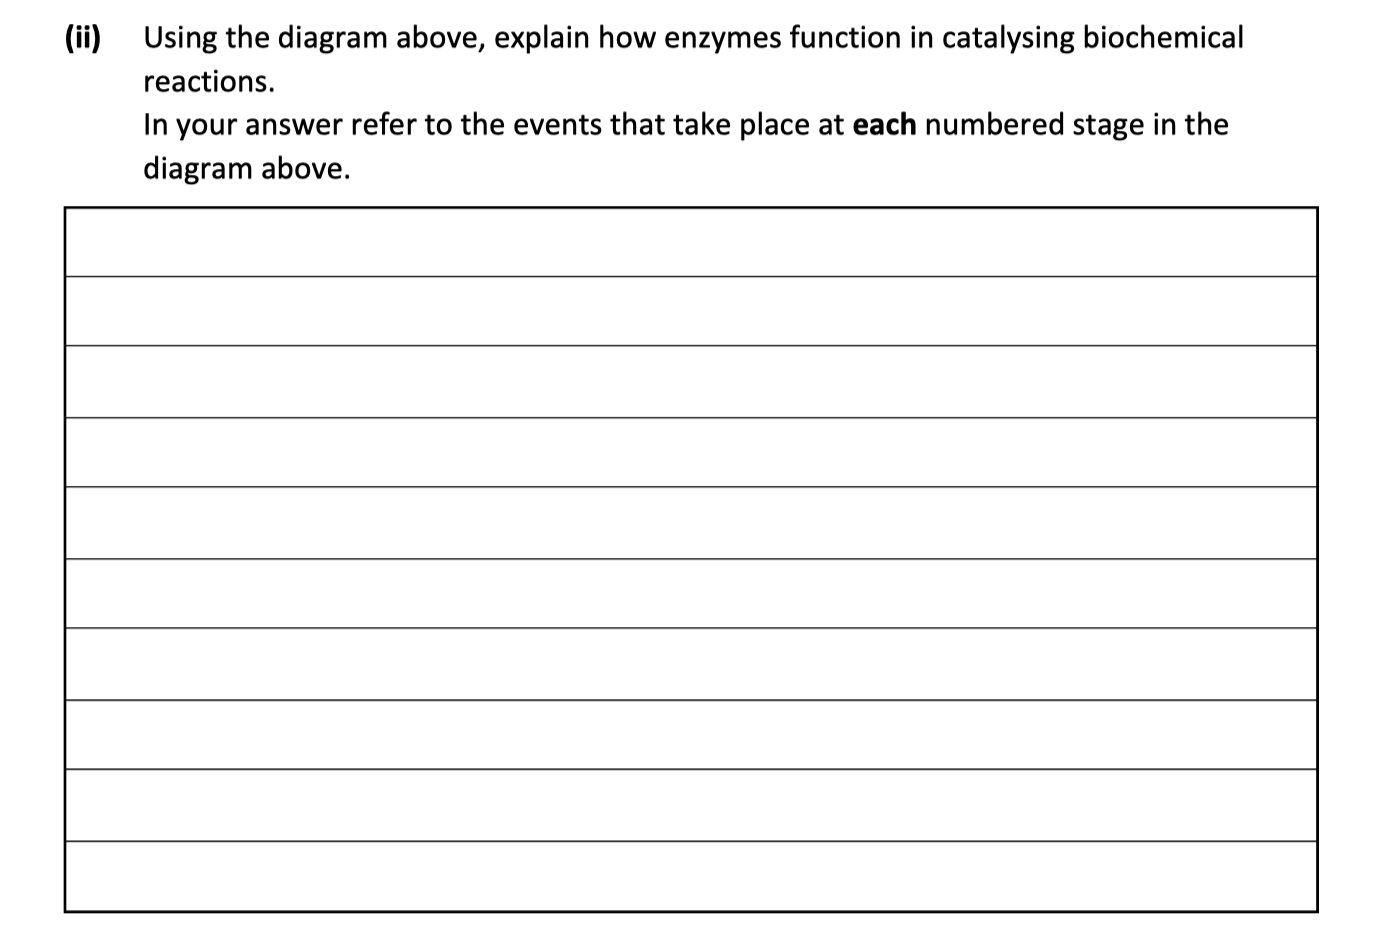 (ii) Using the diagram above, explain how enzymes function in catalysing biochemical
reactions.
In your answer refer to the events that take place at each numbered stage in the
diagram above.